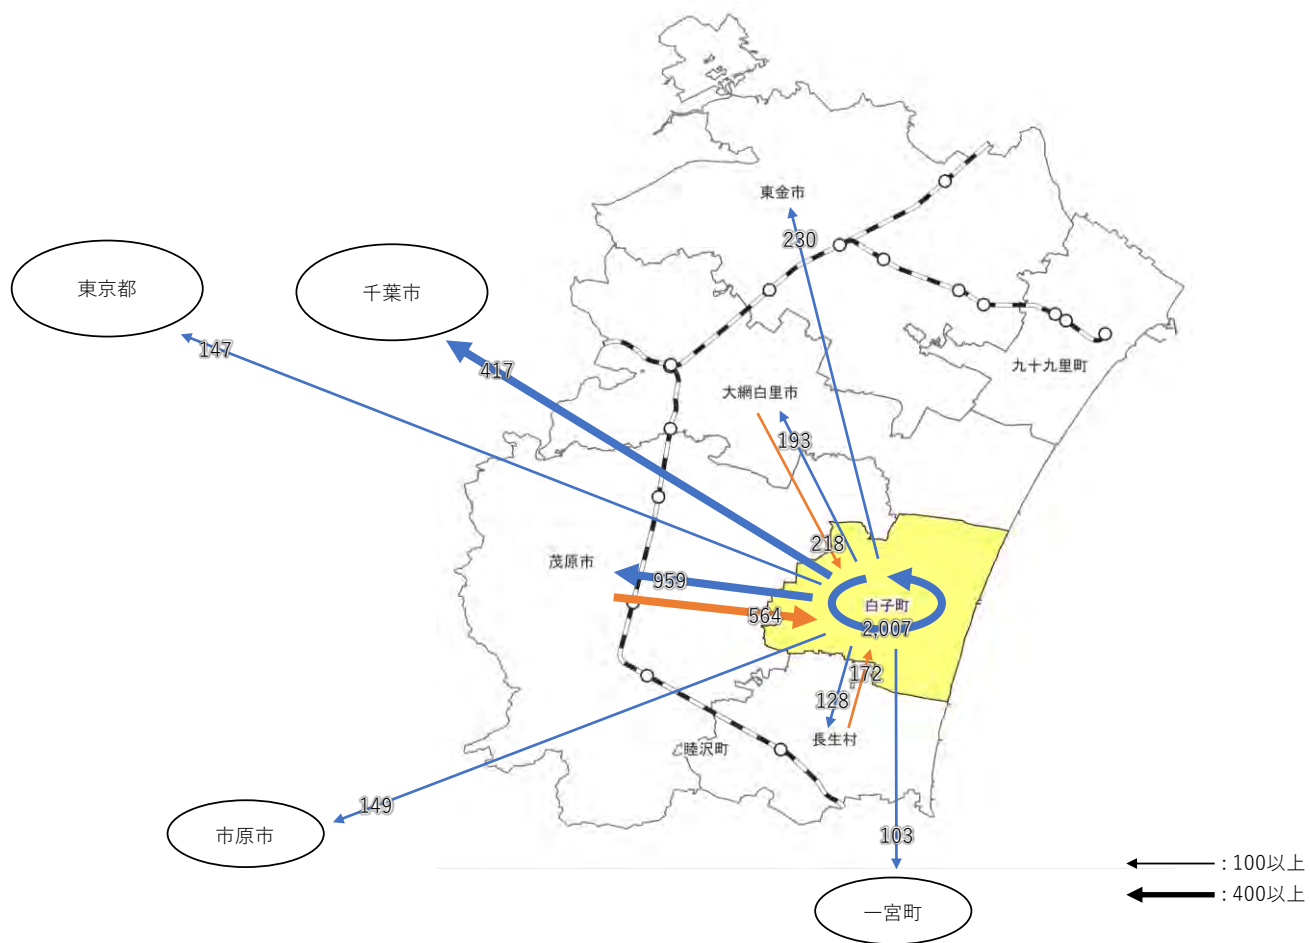 東金市
230
東京都
千葉市
147
417
九十九里町
大網白里市
193
218
茂原市
959
564
白子町
2,007
172
128
長生村
睦沢町
149
市原市
103
一宮町
: 100以上
: 400以上